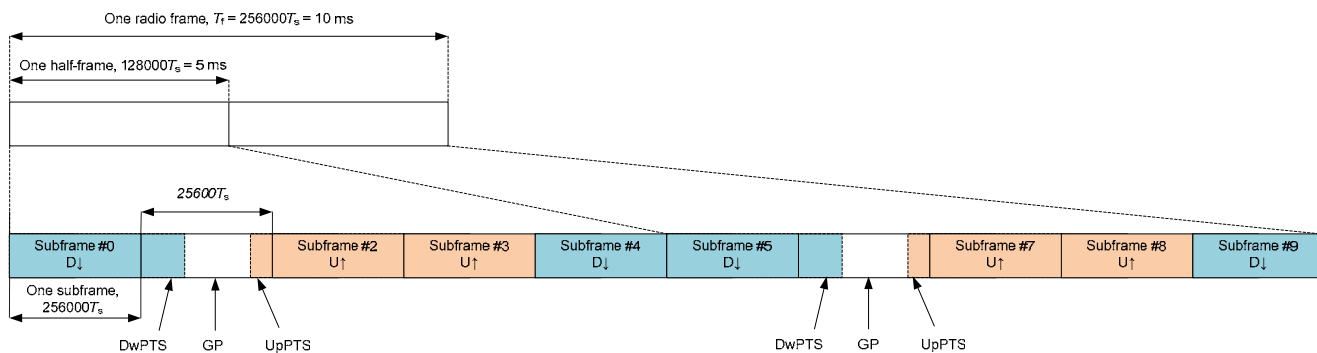 One radio frame, Tf = 256000Ts = 10 ms
One half-frame, 128000Ts = 5 ms
25600Ts
Subframe #0
D↓
Subframe #2
U↑
Subframe #3
U↑
Subframe #4
D↓
Subframe #5
D↓
Subframe #7
U↑
Subframe #8
U↑
Subframe #9
D↓
One subframe,
256000Ts
DwPTS
GP
UpPTS
DwPTS
GP
UpPTS